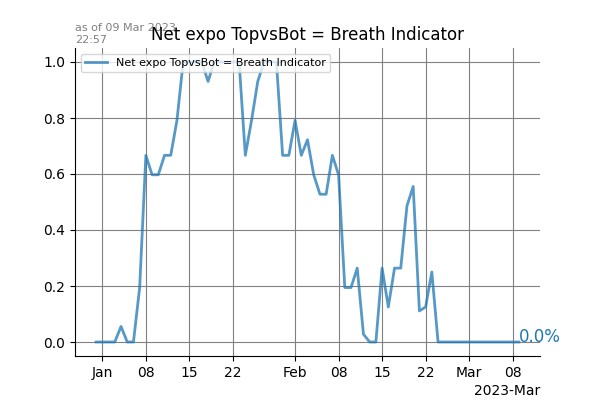 as of 09 Mar 2023
22:57
Net expo TopvsBot = Breath Indicator
Net expo TopvsBot = Breath Indicator
1.0
0.8
0.6
0.4
0.2
0.0
0.0%
Jan 08 15 22 Feb 08 15 22 Mar 08
2023-Mar